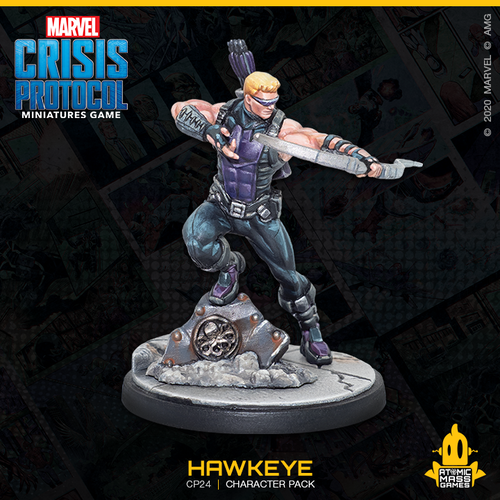 MARVEL
CRISIS
PROTOCOL
MINIATURES GAME
© 2020 MARVEL © AMG
HAWKEYE
CP24 | CHARACTER PACK
ATOMIC
MASS
GAMES